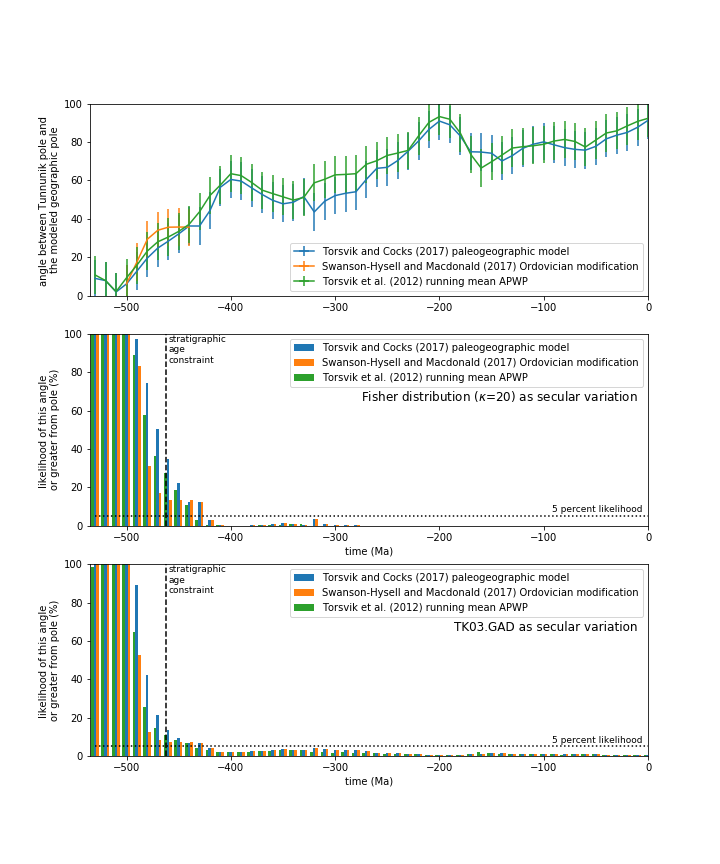 angle between Tunnunik pole and
the modeled geographic pole
100
80
60
40
20
0
Torsvik and Cocks (2017) paleogeographic model
Swanson-Hysell and Macdonald (2017) Ordovician modification
Torsvik et al. (2012) running mean APWP
−500
−400
−300
−200
−100
0
likelihood of this angle
or greater from pole (%)
100
80
60
40
20
0
stratigraphic
age
constraint
Torsvik and Cocks (2017) paleogeographic model
Swanson-Hysell and Macdonald (2017) Ordovician modification
Torsvik et al. (2012) running mean APWP
Fisher distribution (κ=20) as secular variation
5 percent likelihood
−500
−400
−300
−200
−100
0
time (Ma)
likelihood of this angle
or greater from pole (%)
100
80
60
40
20
0
stratigraphic
age
constraint
Torsvik and Cocks (2017) paleogeographic model
Swanson-Hysell and Macdonald (2017) Ordovician modification
Torsvik et al. (2012) running mean APWP
TK03.GAD as secular variation
5 percent likelihood
−500
−400
−300
−200
−100
0
time (Ma)